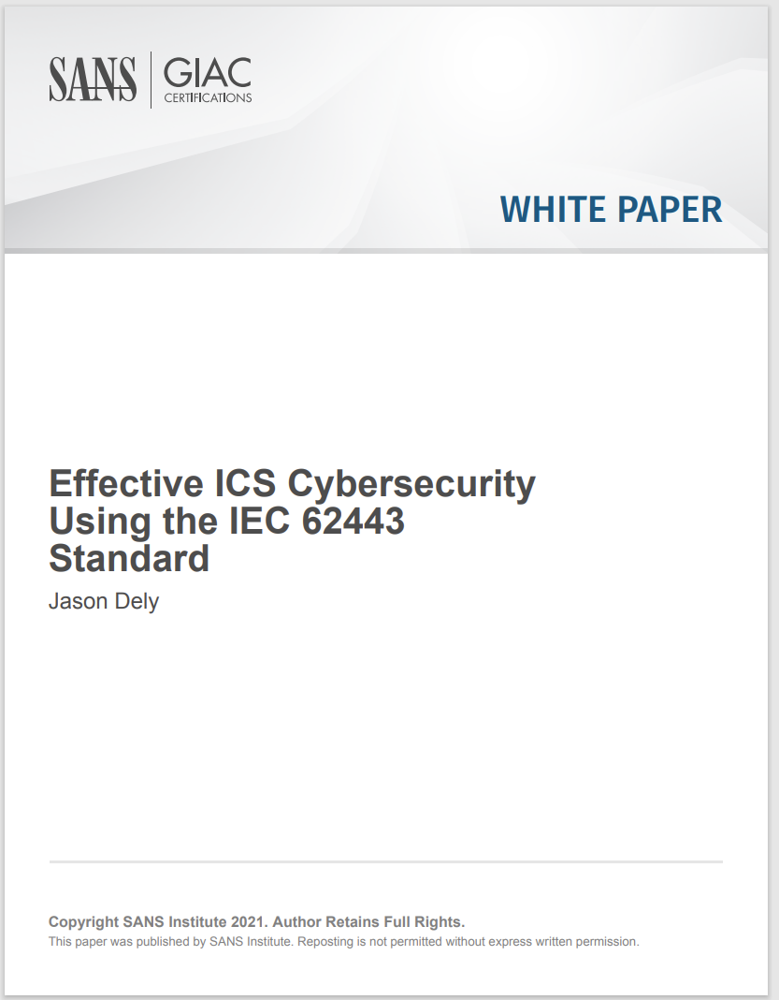 SANS
GIAC
CERTIFICATIONS
WHITE PAPER
Effective ICS Cybersecurity
Using the IEC 62443
Standard
Jason Dely
Copyright SANS Institute 2021. Author Retains Full Rights.
This paper was published by SANS Institute. Reposting is not permitted without express written permission.